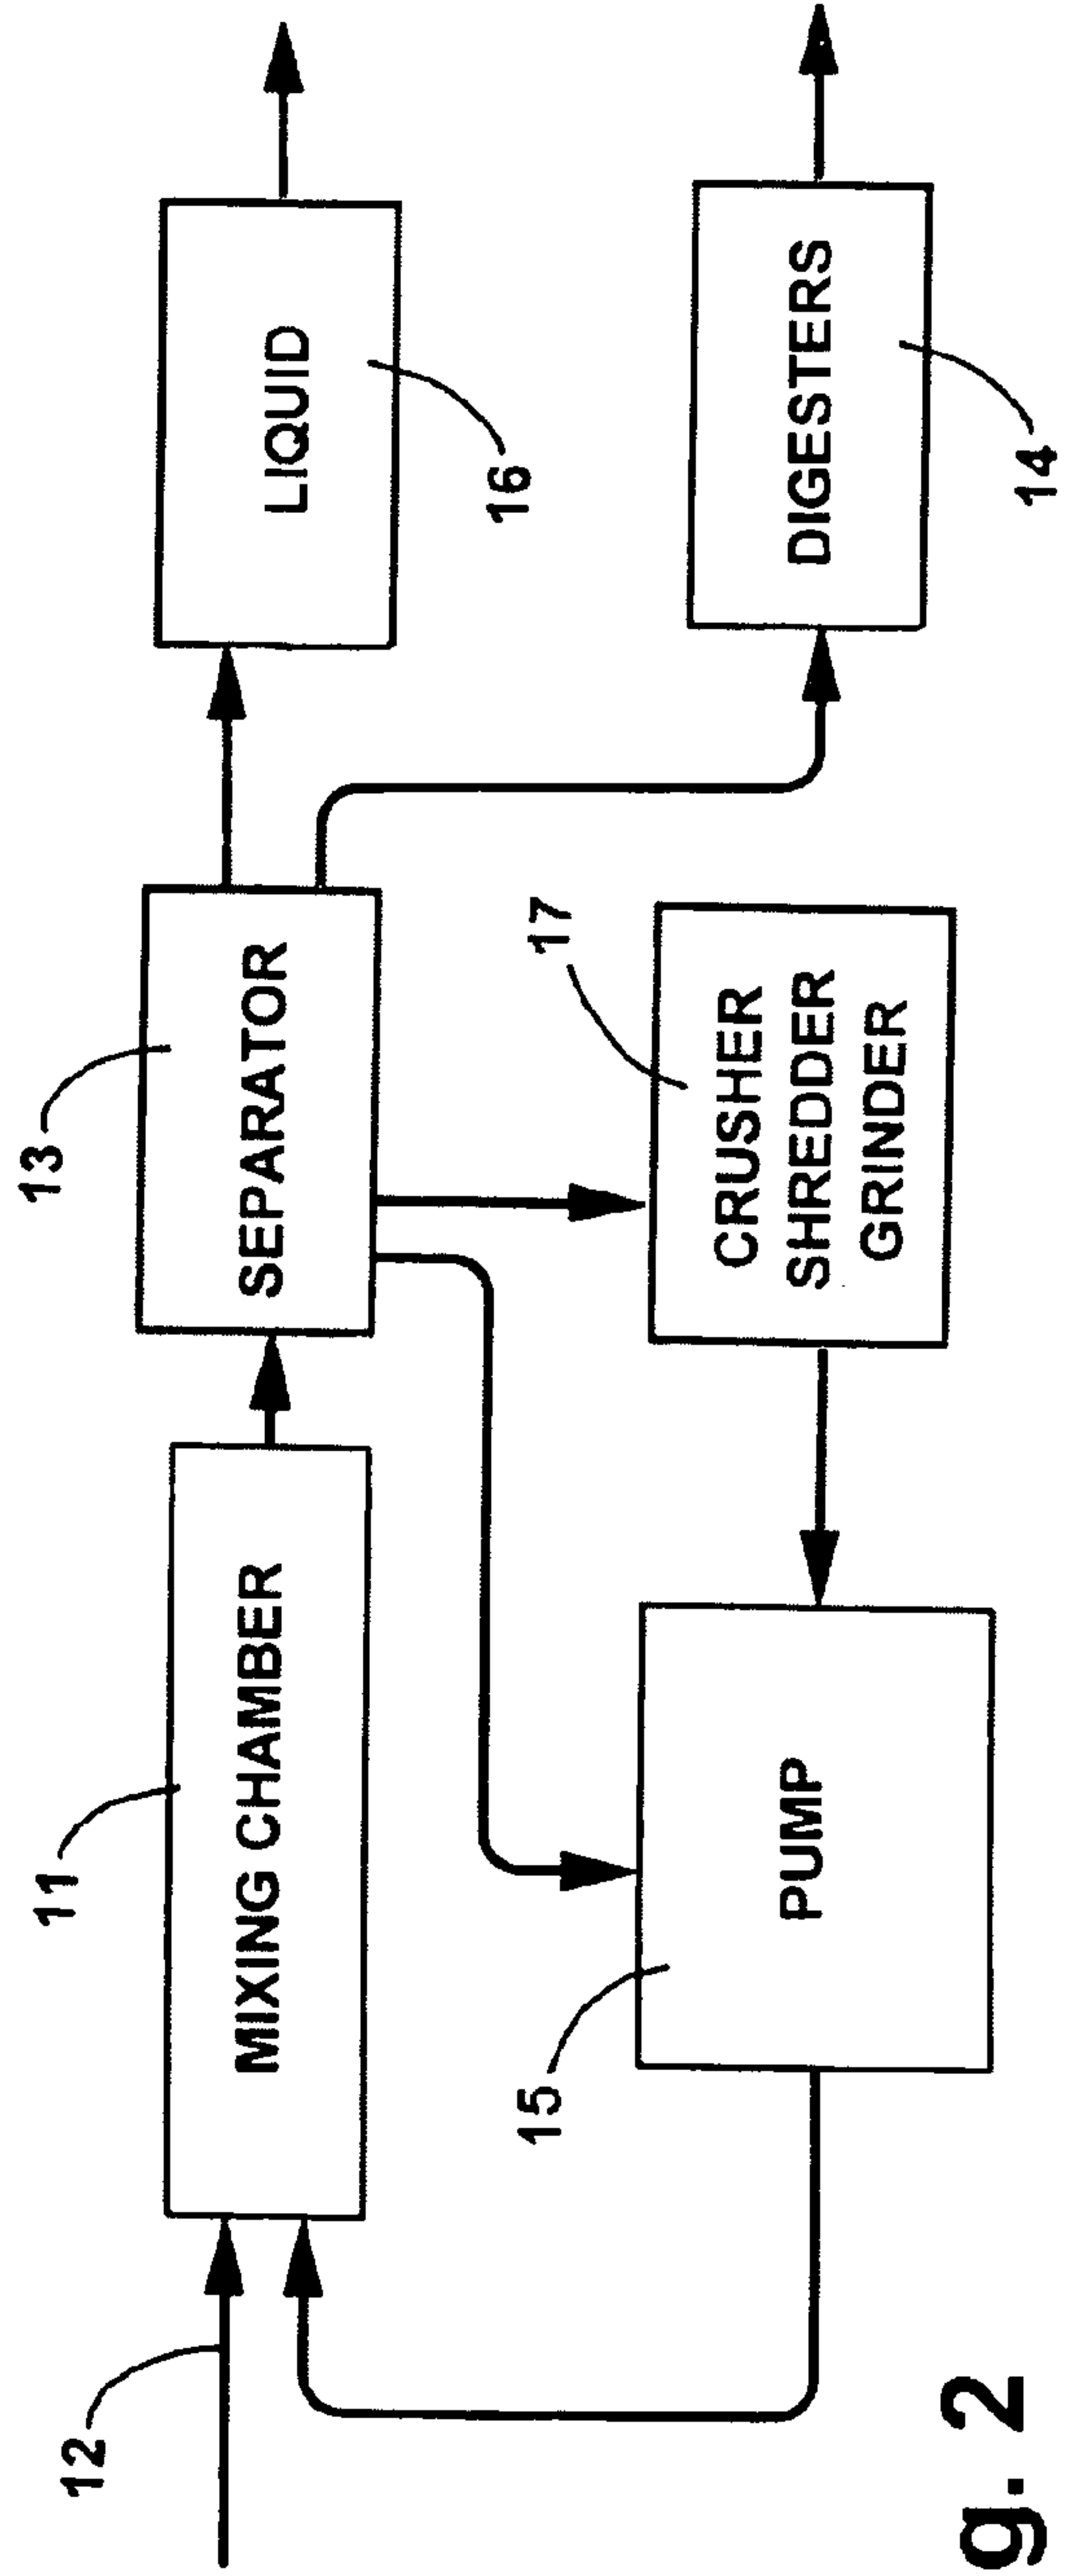 12
11
MIXING CHAMBER
13
SEPARATOR
LIQUID
16
15
PUMP
17
CRUSHER
SHREDDER
GRINDER
DIGESTERS
14
g. 2